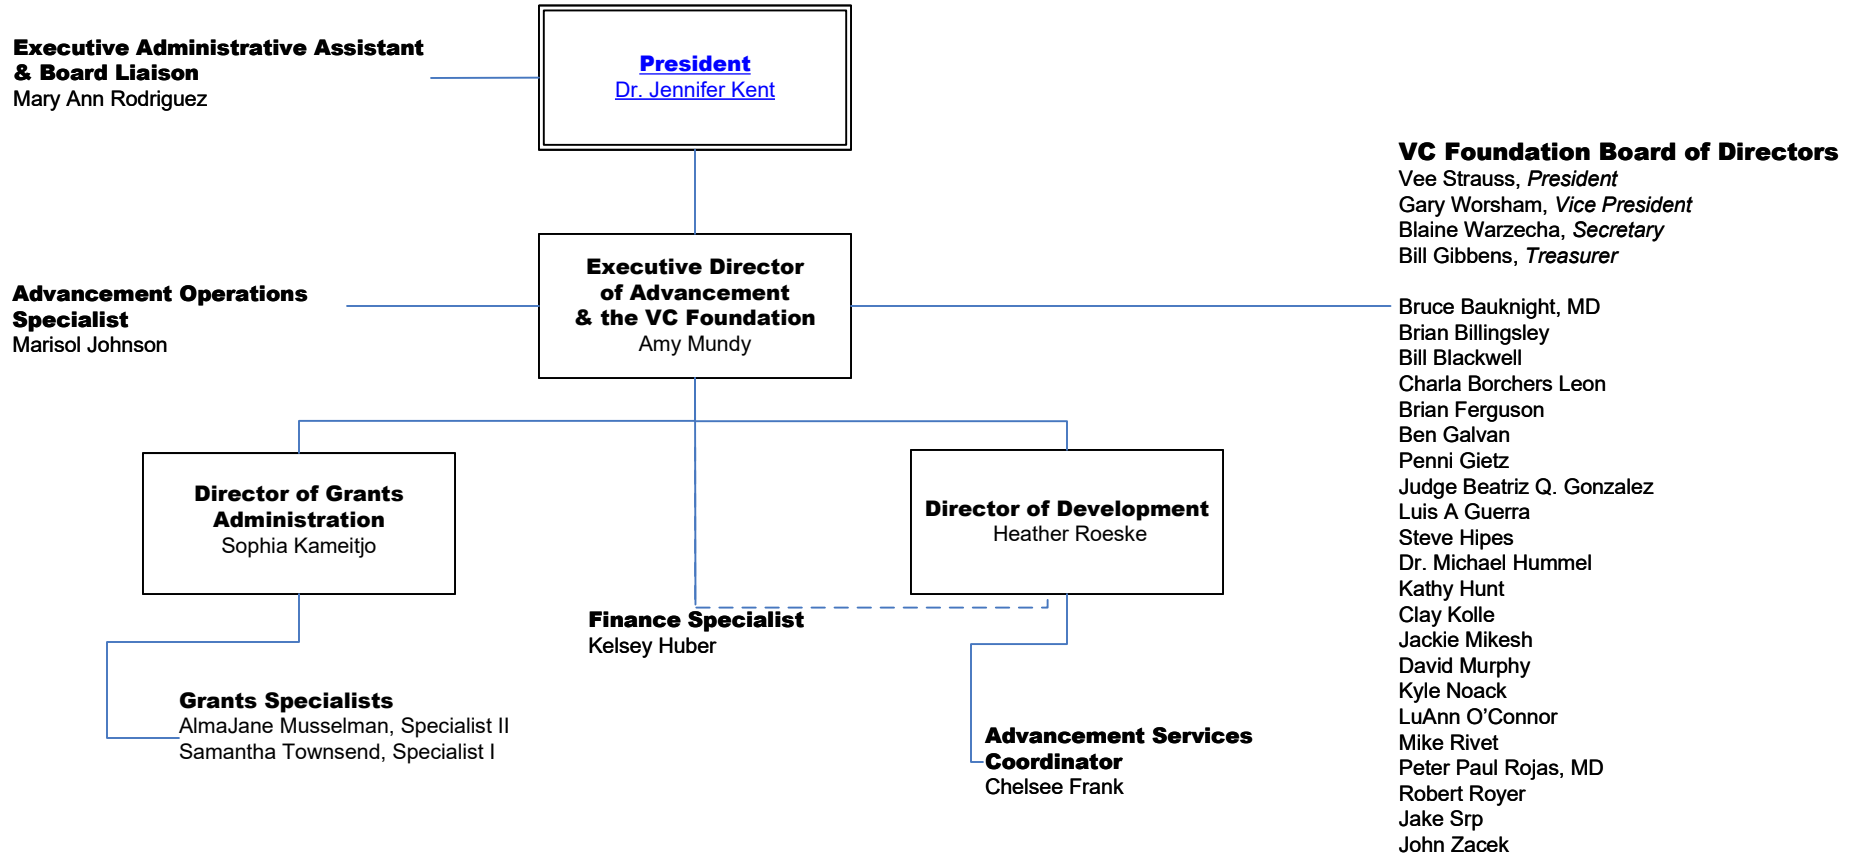 Executive Administrative Assistant
& Board Liaison
Mary Ann Rodriguez
President
Dr. Jennifer Kent
VC Foundation Board of Directors
Vee Strauss, President
Gary Worsham, Vice President
Blaine Warzecha, Secretary
Bill Gibbens, Treasurer
Bruce Bauknight, MD
Brian Billingsley
Bill Blackwell
Charla Borchers Leon
Brian Ferguson
Ben Galvan
Penni Gietz
Judge Beatriz Q. Gonzalez
Luis A Guerra
Steve Hipes
Dr. Michael Hummel
Kathy Hunt
Clay Kolle
Jackie Mikesh
David Murphy
Kyle Noack
LuAnn O’Connor
Mike Rivet
Peter Paul Rojas, MD
Robert Royer
Jake Srp
John Zacek
Executive Director
of Advancement
& the VC Foundation
Amy Mundy
Advancement Operations
Specialist
Marisol Johnson
Director of Grants
Administration
Sophia Kameitjo
Director of Development
Heather Roeske
Finance Specialist
Kelsey Huber
Grants Specialists
AlmaJane Musselman, Specialist II
Samantha Townsend, Specialist I
Advancement Services
Coordinator
Chelsee Frank